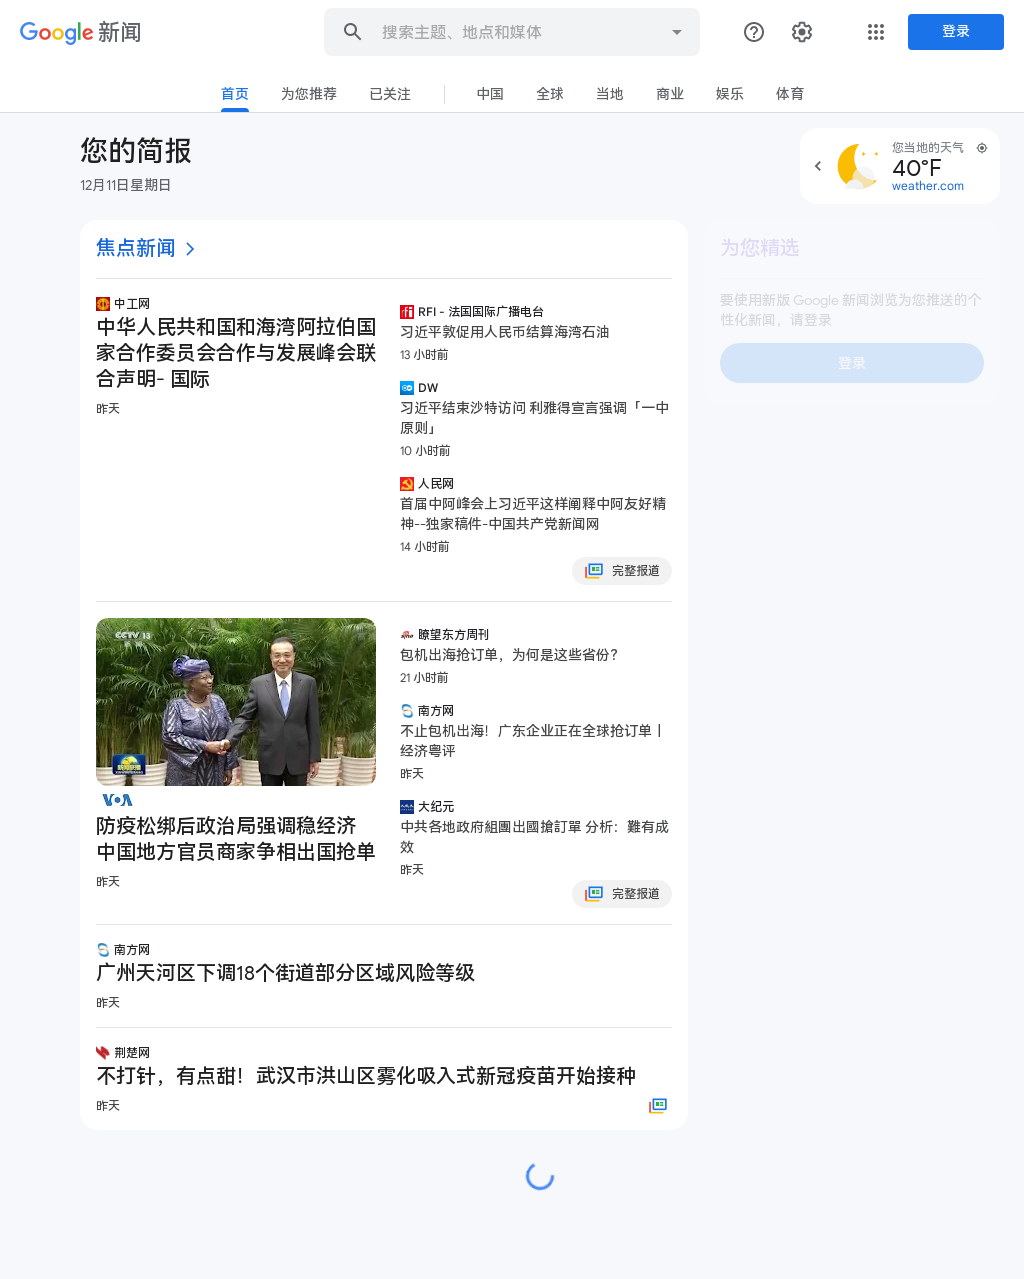 Google 新闻
搜索主题、地点和媒体
登录
首页
为您推荐
已关注
中国
全球
当地
商业
娱乐
体育
您的简报
12月11日星期日
您当地的天气
40°F
weather.com
焦点新闻
中工网
中华人民共和国和海湾阿拉伯国
家合作委员会合作与发展峰会联
合声明- 国际
昨天
RFI - 法国国际广播电台
习近平敦促用人民币结算海湾石油
13 小时前
DW
习近平结束沙特访问 利雅得宣言强调「一中
原则」
10 小时前
人民网
首届中阿峰会上习近平这样阐释中阿友好精
神--独家稿件-中国共产党新闻网
14 小时前
完整报道
为您精选
要使用新版 Google 新闻浏览为您推送的个
性化新闻，请登录
登录
CCTV 13
新闻
VOA
防疫松绑后政治局强调稳经济
中国地方官员商家争相出国抢单
昨天
瞭望东方周刊
包机出海抢订单，为何是这些省份？
21 小时前
南方网
不止包机出海！广东企业正在全球抢订单丨
经济粤评
昨天
大纪元
中共各地政府組團出國搶訂單 分析：難有成
效
昨天
完整报道
南方网
广州天河区下调18个街道部分区域风险等级
昨天
荆楚网
不打针，有点甜！武汉市洪山区雾化吸入式新冠疫苗开始接种
昨天